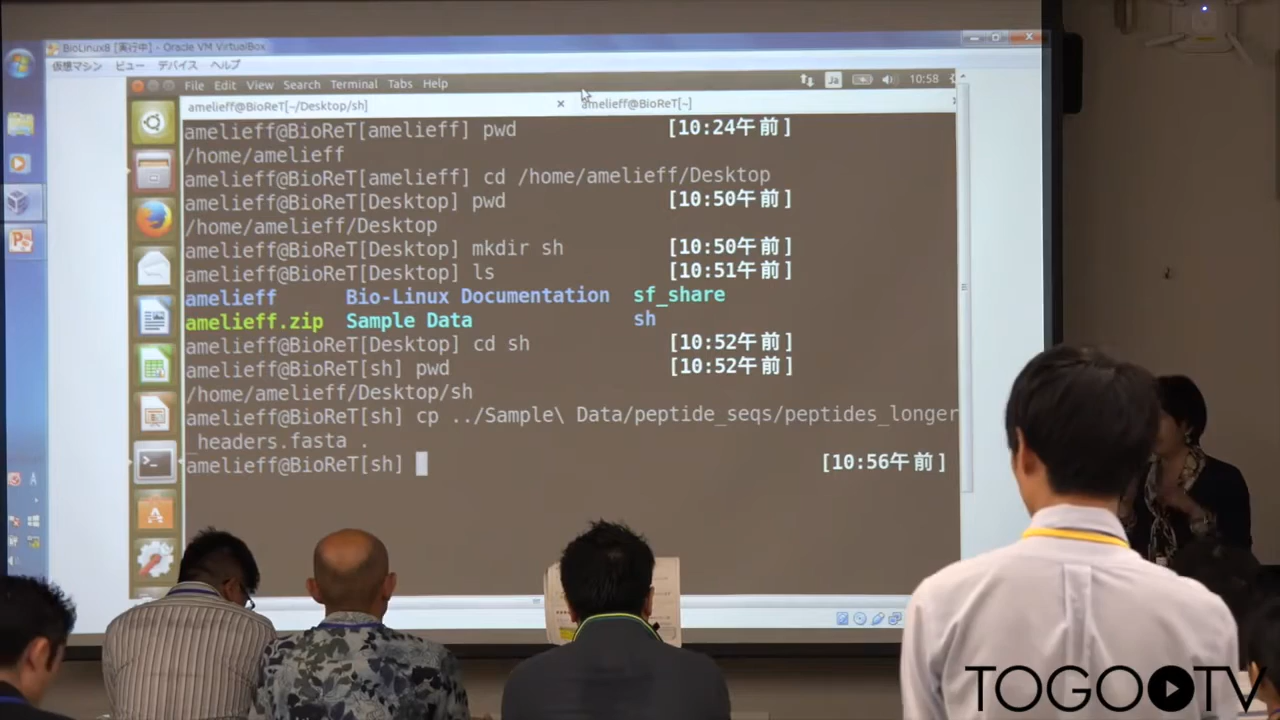 BioLinux8 [実行中] - Oracle VM VirtualBox
仮想マシン ビュー デバイス ヘルプ
File Edit View Search Terminal Tabs Help
Ja 10:58
amelieff@BioReT[~/Desktop/sh] × amelieff@BioReT[~]
amelieff@BioReT[amelieff] pwd [10:24午前]
/home/amelieff
amelieff@BioReT[amelieff] cd /home/amelieff/Desktop
amelieff@BioReT[Desktop] pwd [10:50午前]
/home/amelieff/Desktop
amelieff@BioReT[Desktop] mkdir sh [10:50午前]
amelieff@BioReT[Desktop] ls [10:51午前]
amelieff Bio-Linux Documentation sf_share
amelieff.zip Sample Data sh
amelieff@BioReT[Desktop] cd sh [10:52午前]
amelieff@BioReT[sh] pwd [10:52午前]
/home/amelieff/Desktop/sh
amelieff@BioReT[sh] cp ../Sample\ Data/peptide_seqs/peptides_longer
_headers.fasta .
amelieff@BioReT[sh] [10:56午前]
TOGOTV